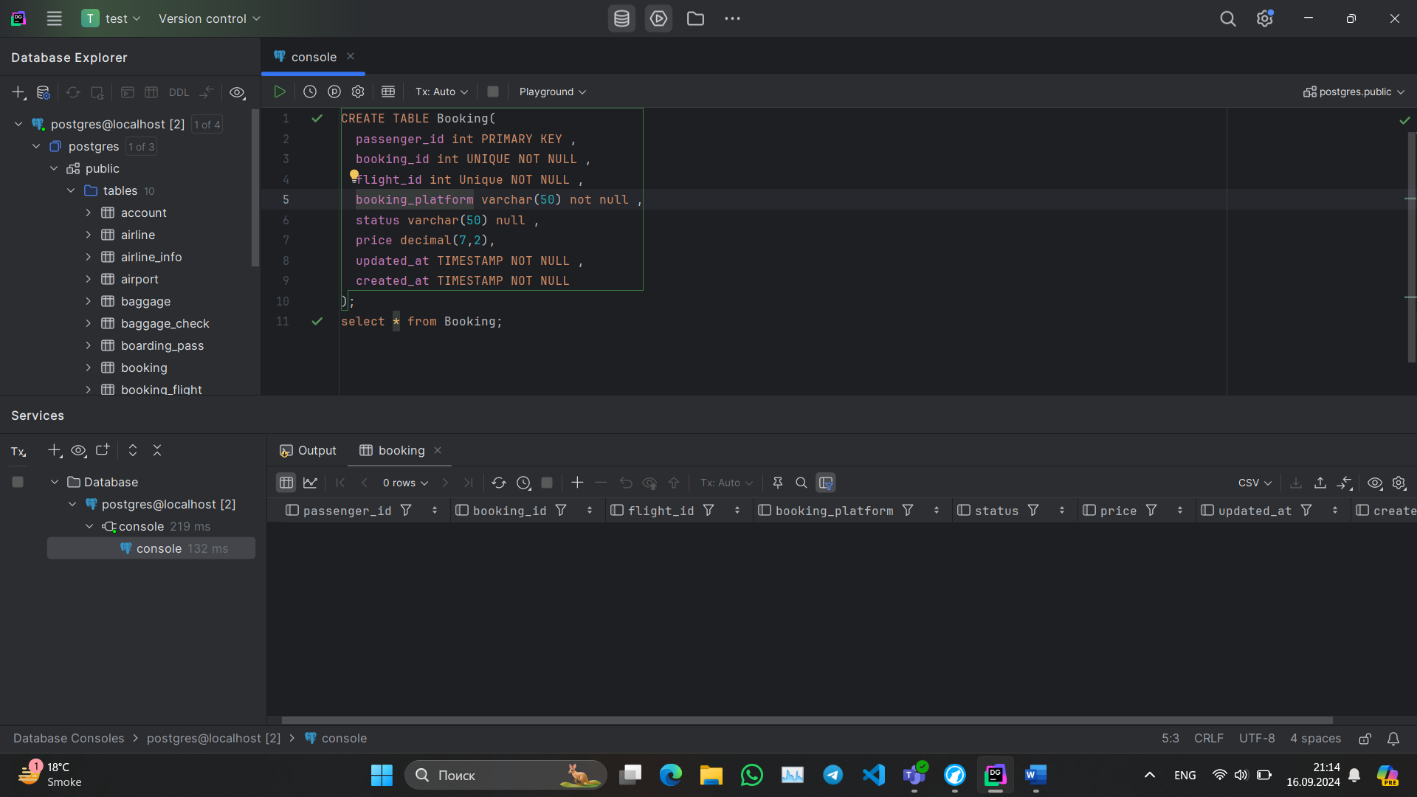 T test Version control
Database Explorer
console
DDL
Tx: Auto Playground postgres.public
postgres@localhost [2] 1 of 4
postgres 1 of 3
public
tables 10
account
airline
airline_info
airport
baggage
baggage_check
boarding_pass
booking
booking_flight
1 CREATE TABLE Booking(
2 passenger_id int PRIMARY KEY ,
3 booking_id int UNIQUE NOT NULL ,
4 flight_id int Unique NOT NULL ,
5 booking_platform varchar(50) not null ,
6 status varchar(50) null ,
7 price decimal(7,2),
8 updated_at TIMESTAMP NOT NULL ,
9 created_at TIMESTAMP NOT NULL
10 );
11 select * from Booking;
Services
Tx
Database
postgres@localhost [2]
console 219 ms
console 132 ms
Output booking
0 rows Tx: Auto CSV
passenger_id booking_id flight_id booking_platform status price updated_at create
Database Consoles > postgres@localhost [2] > console 5:3 CRLF UTF-8 4 spaces
1 18°C
Smoke
Поиск
DG
PRE
ENG
21:14
16.09.2024